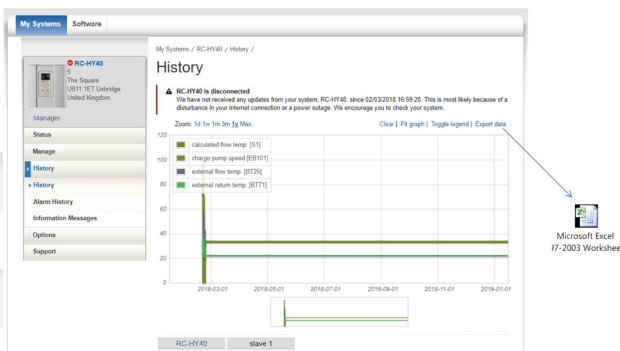 My Systems Software
RC-HY40
5
The Square
UB11 1ET Uxbridge
United Kingdom
Manager
Status
Manage
History
History
Alarm History
Information Messages
Options
Support
My Systems / RC-HY40 / History /
History
RC-HY40 is disconnected
We have not received any updates from your system, RC-HY40, since 02/03/2018 16:59:20. This is most likely because of a
disturbance in your internet connection or a power outage. We encourage you to check your system.
Zoom: 1d 1w 1m 3m 1y Max Clear | Fit graph | Toggle legend | Export data
120
100
80
60
40
20
0
calculated flow temp. [S1]
charge pump speed [EB101]
external flow temp. [BT25]
external return temp. [BT71]
2018-03-01 2018-05-01 2018-07-01 2018-09-01 2018-11-01 2019-01-01
RC-HY40 slave 1
Microsoft Excel
97-2003 Workshee